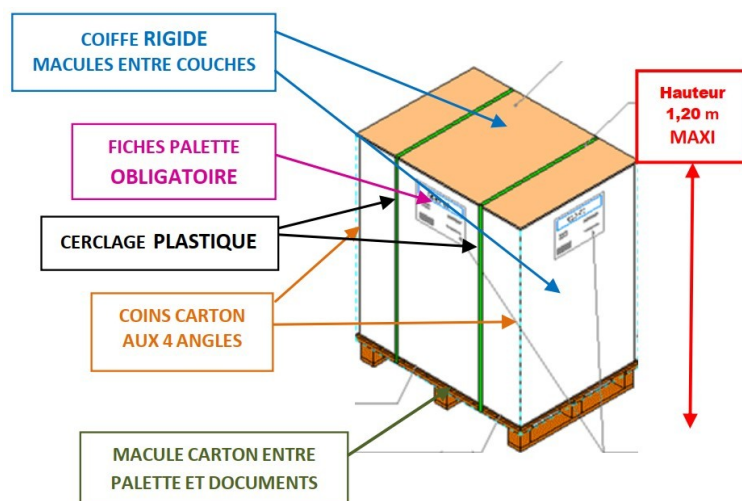 COIFFE RIGIDE
MACULES ENTRE COUCHES
Hauteur
1,20 m
MAXI
FICHES PALETTE
OBLIGATOIRE
CERCLAGE PLASTIQUE
COINS CARTON
AUX 4 ANGLES
MACULE CARTON ENTRE
PALETTE ET DOCUMENTS